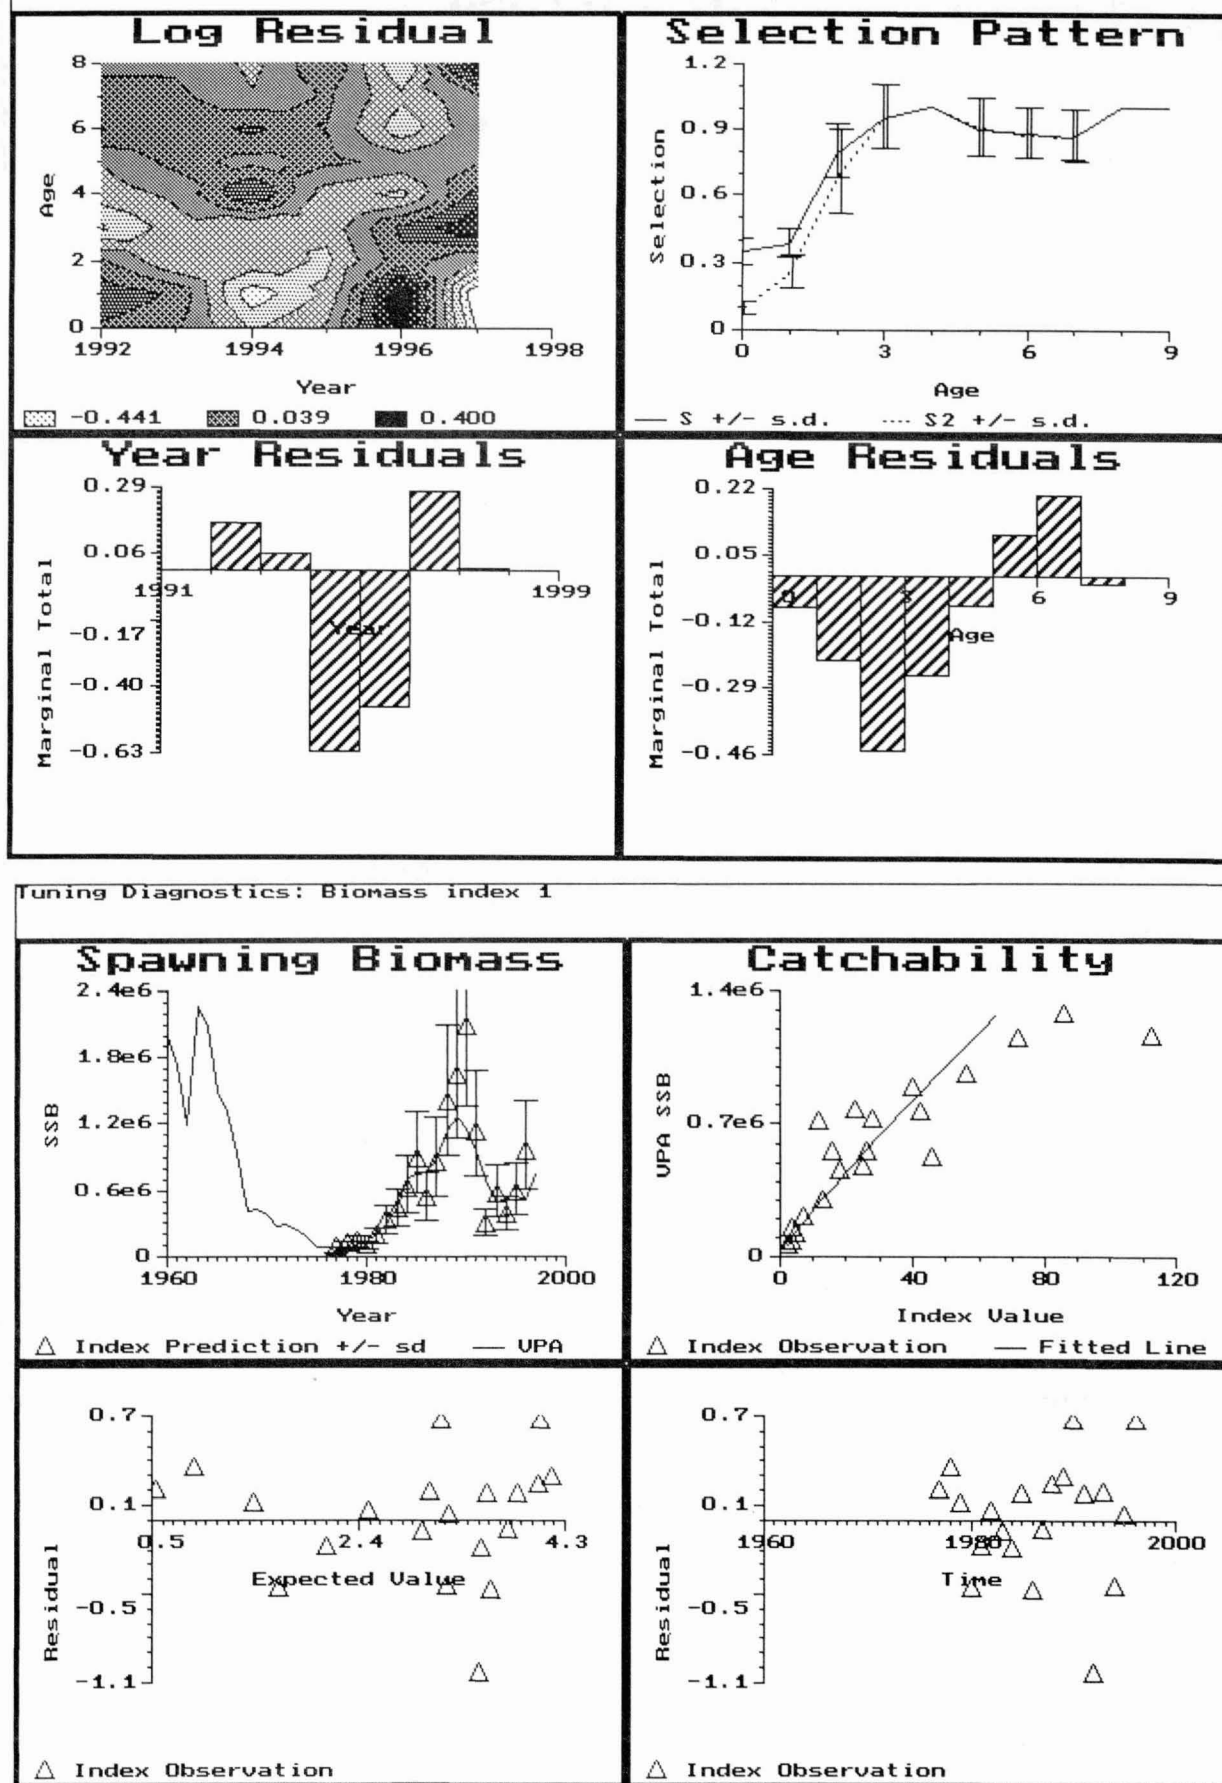 Log Residual
8
6
4
2
0
Age
1992
1994
1996
1998
Year
-0.441
0.039
0.400
Selection Pattern
1.2
0.9
0.6
0.3
0
Selection
0
3
6
9
Age
S +/- s.d.
S2 +/- s.d.
Year Residuals
0.29
0.06
-0.17
-0.40
-0.63
Marginal Total
1991
1999
Year
Age Residuals
0.22
0.05
-0.12
-0.29
-0.46
Marginal Total
0
3
6
9
Age
Tuning Diagnostics: Biomass index 1
Spawning Biomass
2.4e6
1.8e6
1.2e6
0.6e6
0
SSB
1960
1980
2000
Year
Index Prediction +/- sd
VPA
Catchability
1.4e6
0.7e6
0
VPA SSB
0
40
80
120
Index Value
Index Observation
Fitted Line
0.7
0.1
-0.5
-1.1
Residual
0.5
2.4
4.3
Expected Value
Index Observation
0.7
0.1
-0.5
-1.1
Residual
1960
1980
2000
Time
Index Observation